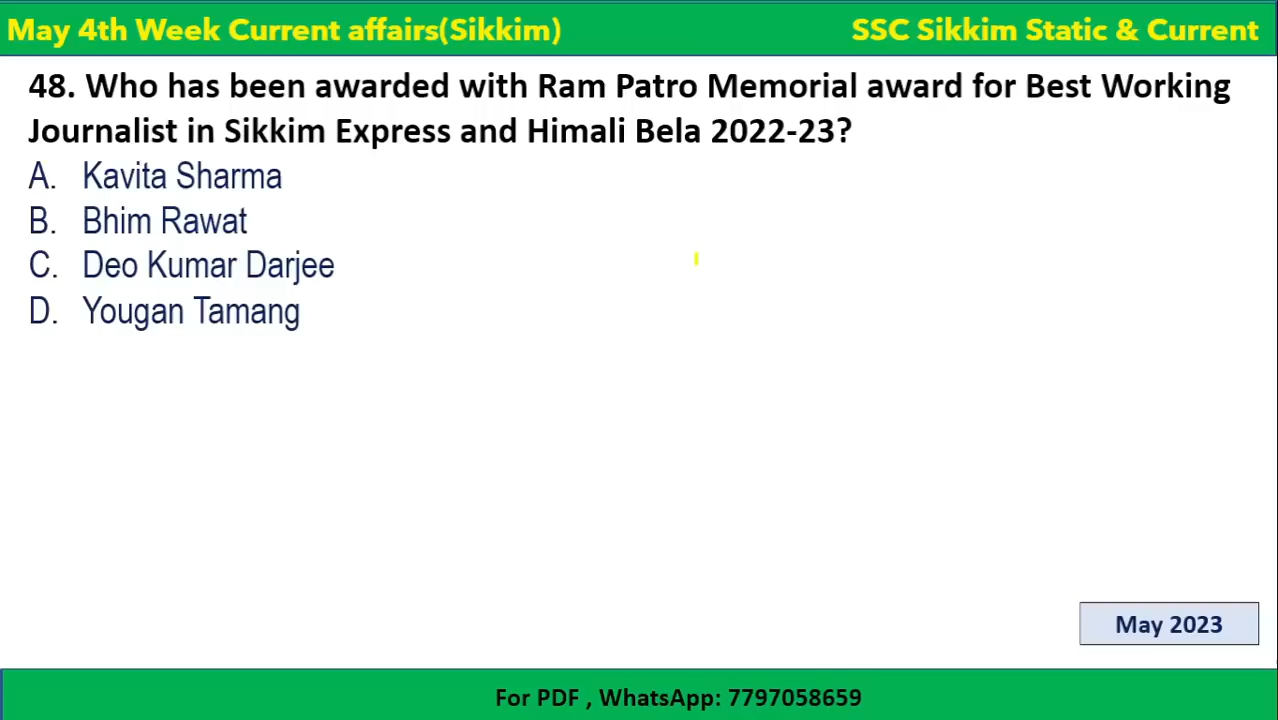 May 4th Week Current affairs(Sikkim)
SSC Sikkim Static & Current
48. Who has been awarded with Ram Patro Memorial award for Best Working
Journalist in Sikkim Express and Himali Bela 2022-23?
A. Kavita Sharma
B. Bhim Rawat
C. Deo Kumar Darjee
D. Yougan Tamang
May 2023
For PDF , WhatsApp: 7797058659